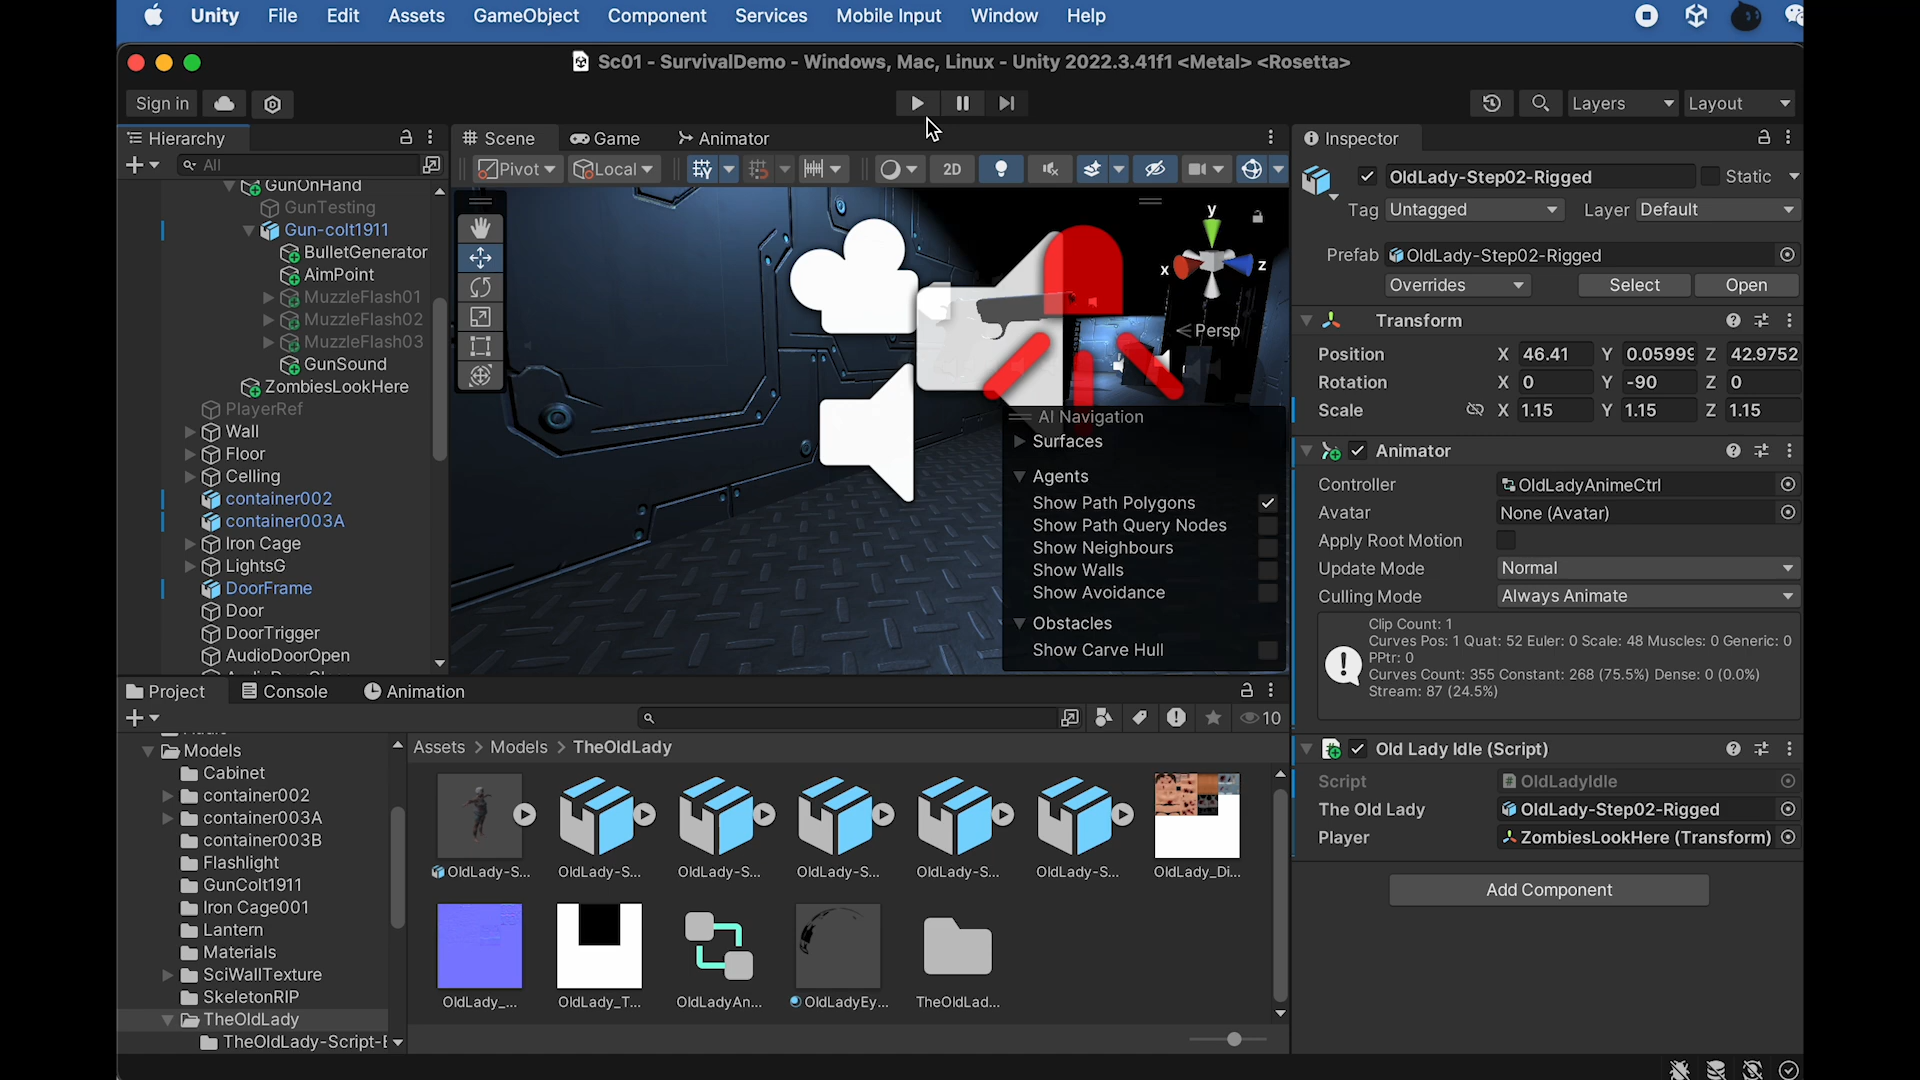 Unity File Edit Assets GameObject Component Services Mobile Input Window Help
Sc01 - SurvivalDemo - Windows, Mac, Linux - Unity 2022.3.41f1 <Metal> <Rosetta>
Sign in
Layers
Layout
Hierarchy
All
GunOnHand
GunTesting
Gun-colt1911
BulletGenerator
AimPoint
MuzzleFlash01
MuzzleFlash02
MuzzleFlash03
GunSound
ZombiesLookHere
PlayerRef
Wall
Floor
Celling
container002
container003A
Iron Cage
LightsG
DoorFrame
Door
DoorTrigger
AudioDoorOpen
Scene
Game
Animator
Pivot
Local
2D
y
x
z
Persp
AI Navigation
Surfaces
Agents
Show Path Polygons
Show Path Query Nodes
Show Neighbours
Show Walls
Show Avoidance
Obstacles
Show Carve Hull
Inspector
OldLady-Step02-Rigged
Static
Tag Untagged
Layer Default
Prefab OldLady-Step02-Rigged
Overrides
Select
Open
Transform
Position X 46.41 Y 0.05999 Z 42.9752
Rotation X 0 Y -90 Z 0
Scale X 1.15 Y 1.15 Z 1.15
Animator
Controller OldLadyAnimeCtrl
Avatar None (Avatar)
Apply Root Motion
Update Mode Normal
Culling Mode Always Animate
Clip Count: 1
Curves Pos: 1 Quat: 52 Euler: 0 Scale: 48 Muscles: 0 Generic: 0
PPtr: 0
Curves Count: 355 Constant: 268 (75.5%) Dense: 0 (0.0%)
Stream: 87 (24.5%)
Old Lady Idle (Script)
Script OldLadyIdle
The Old Lady OldLady-Step02-Rigged
Player ZombiesLookHere (Transform)
Add Component
Project
Console
Animation
10
Models
Cabinet
container002
container003A
container003B
Flashlight
GunColt1911
Iron Cage001
Lantern
Materials
SciWallTexture
SkeletonRIP
TheOldLady
TheOldLady-Script-E
Assets > Models > TheOldLady
OldLady-S...
OldLady-S...
OldLady-S...
OldLady-S...
OldLady-S...
OldLady-S...
OldLady_Di...
OldLady_...
OldLady_T...
OldLadyAn...
OldLadyEy...
TheOldLad...